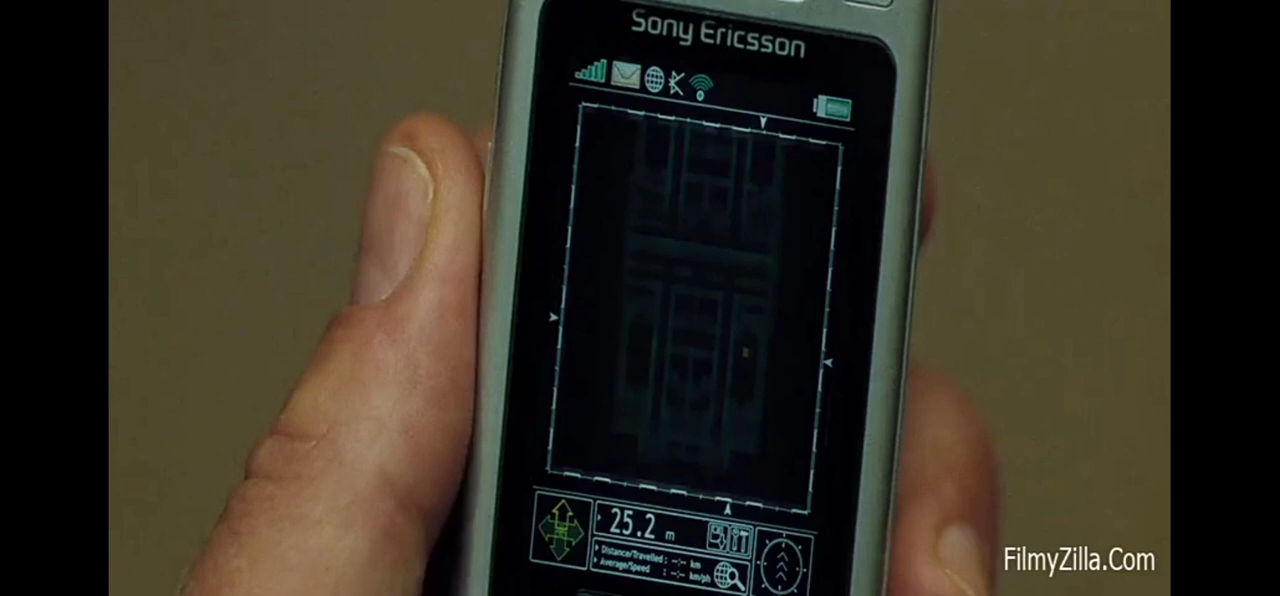 Sony Ericsson
25.2 m
Distance/Travelled : --:-- km
Average/Speed : --:-- km/ph
FilmyZilla.Com